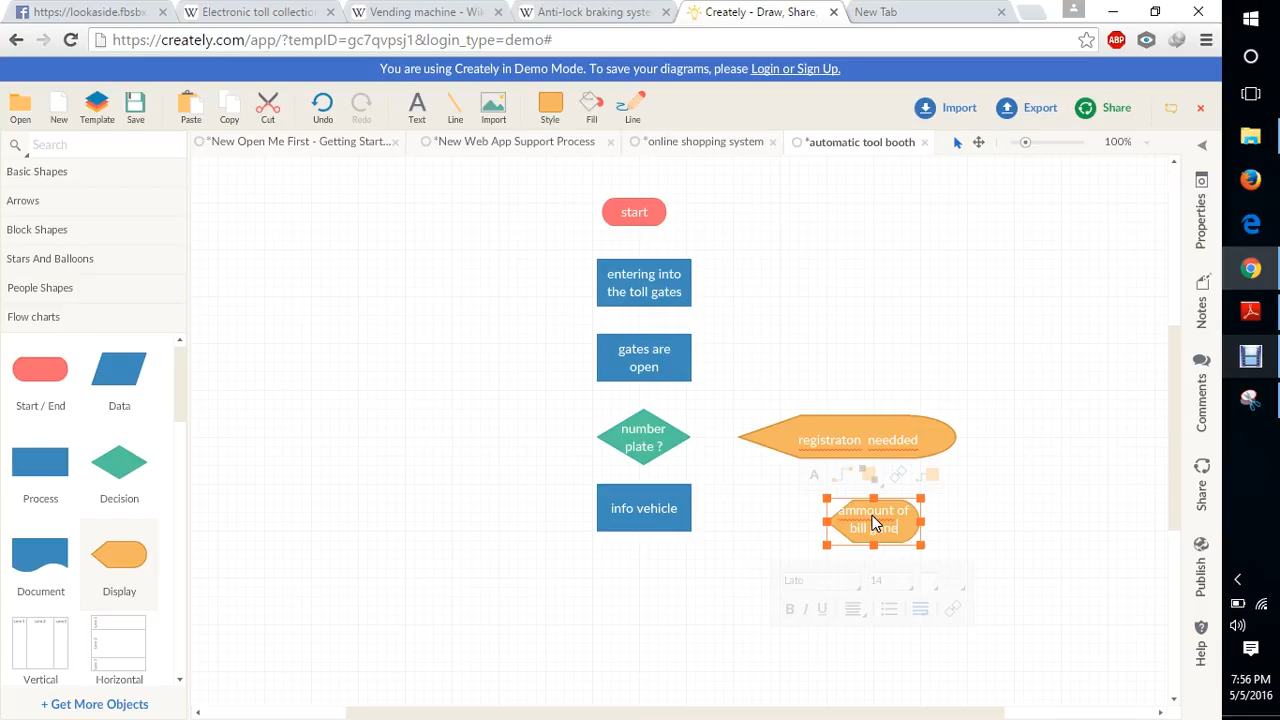 https://lookaside.fbsbx
Electronic toll collection
Vending machine - Wik
Anti-lock braking syste
Creately - Draw, Share,
New Tab
https://creately.com/app/?tempID=gc7qvpsj1&login_type=demo#
ABP
You are using Creately in Demo Mode. To save your diagrams, please Login or Sign Up.
Open
New
Template
Save
Paste
Copy
Cut
Undo
Redo
Text
Line
Import
Style
Fill
Line
Import
Export
Share
Search
*New Open Me First - Getting Start...
*New Web App Support Process
*online shopping system
*automatic tool booth
100%
Basic Shapes
Arrows
Block Shapes
Stars And Balloons
People Shapes
Flow charts
Start / End
Data
Process
Decision
Document
Display
Vertical
Horizontal
+ Get More Objects
start
entering into
the toll gates
gates are
open
number
plate ?
registraton needded
info vehicle
ammount of
bill
Lato
14
B I U
Properties
Notes
Comments
Share
Publish
Help
7:56 PM
5/5/2016